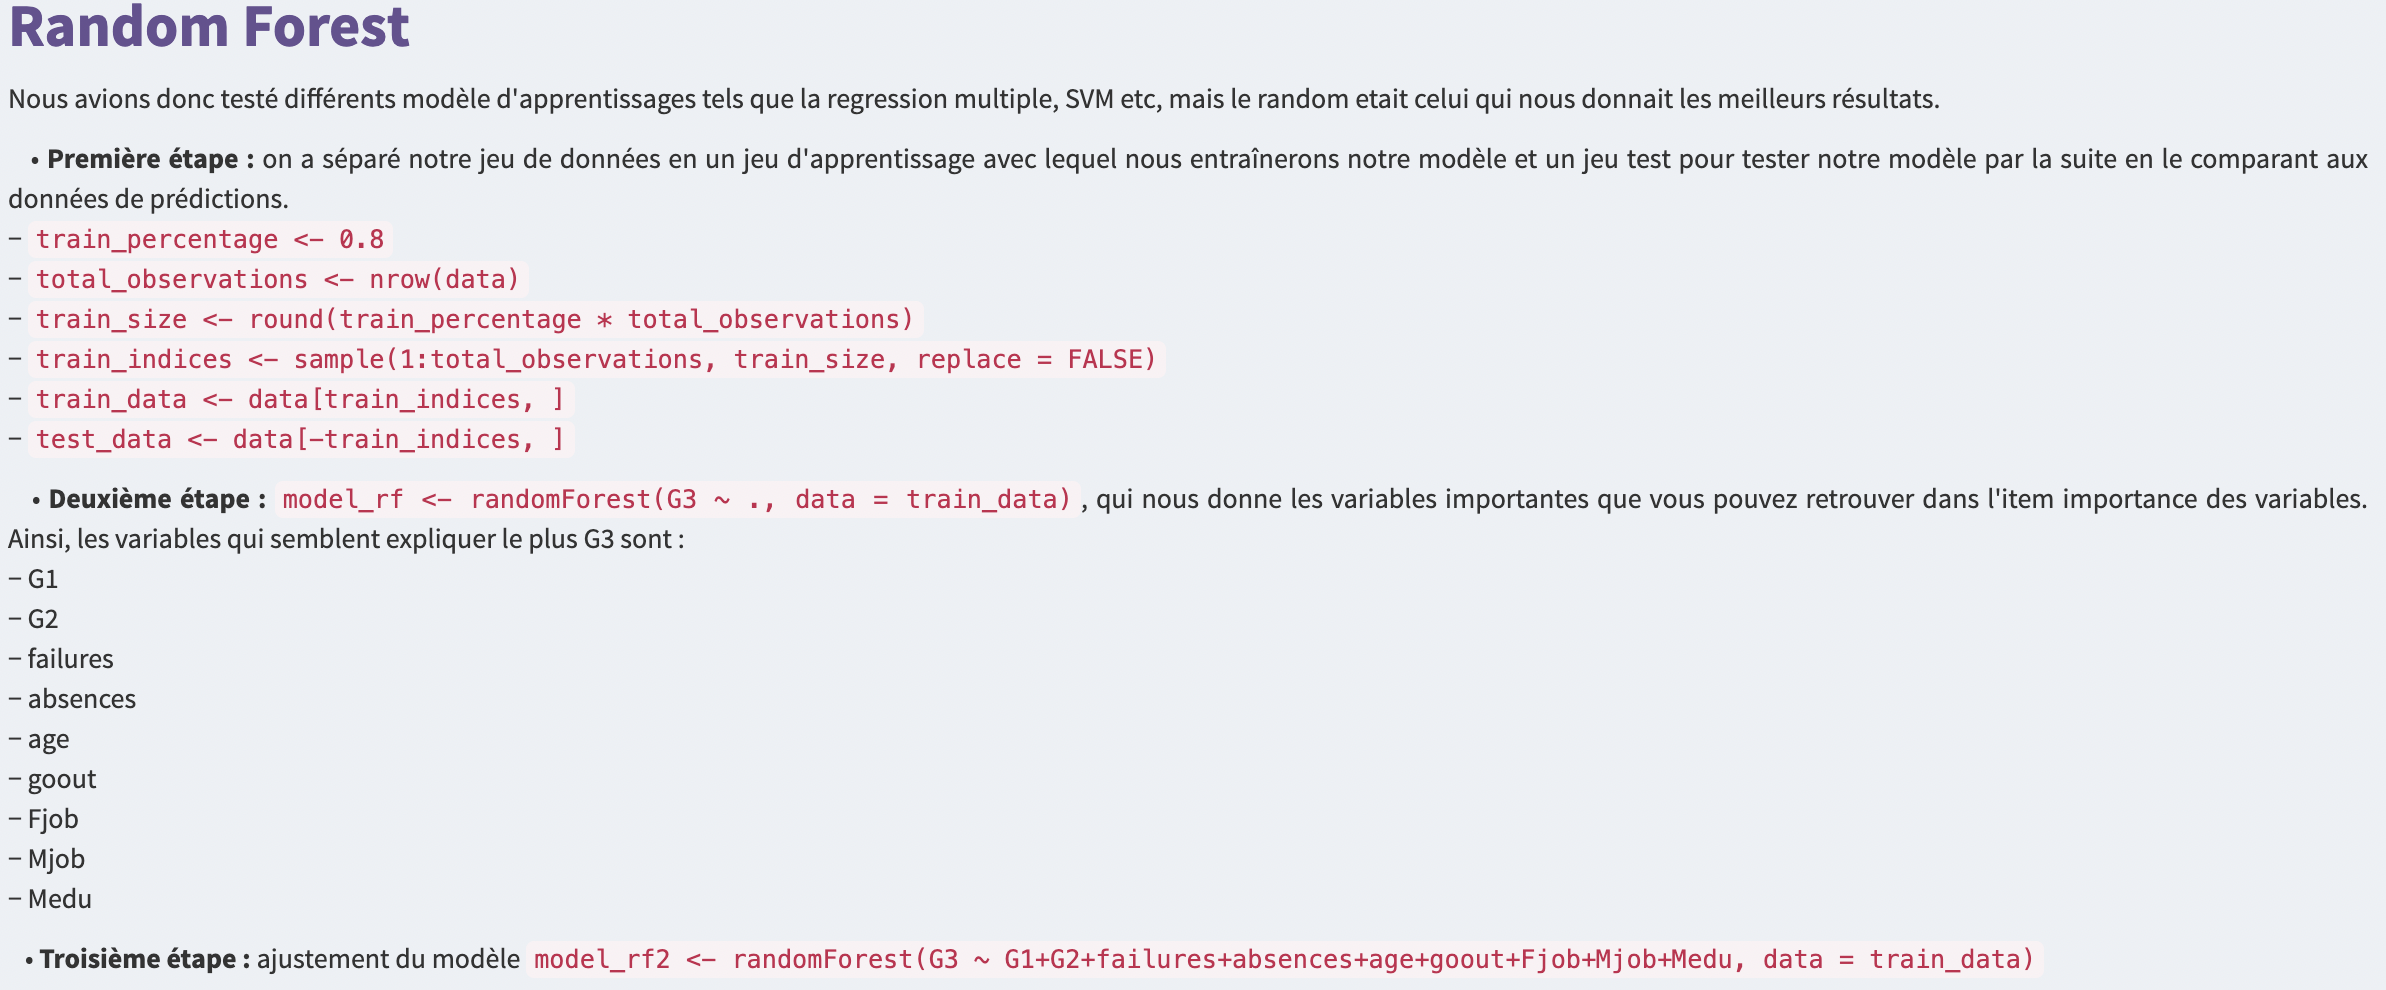 Random Forest
Nous avions donc testé différents modèle d'apprentissages tels que la regression multiple, SVM etc, mais le random etait celui qui nous donnait les meilleurs résultats.
• Première étape : on a séparé notre jeu de données en un jeu d'apprentissage avec lequel nous entraînerons notre modèle et un jeu test pour tester notre modèle par la suite en le comparant aux
données de prédictions.
– train_percentage <- 0.8
– total_observations <- nrow(data)
– train_size <- round(train_percentage * total_observations)
– train_indices <- sample(1:total_observations, train_size, replace = FALSE)
– train_data <- data[train_indices, ]
– test_data <- data[-train_indices, ]
• Deuxième étape : model_rf <- randomForest(G3 ~ ., data = train_data) , qui nous donne les variables importantes que vous pouvez retrouver dans l'item importance des variables.
Ainsi, les variables qui semblent expliquer le plus G3 sont :
– G1
– G2
– failures
– absences
– age
– goout
– Fjob
– Mjob
– Medu
• Troisième étape : ajustement du modèle model_rf2 <- randomForest(G3 ~ G1+G2+failures+absences+age+goout+Fjob+Mjob+Medu, data = train_data)